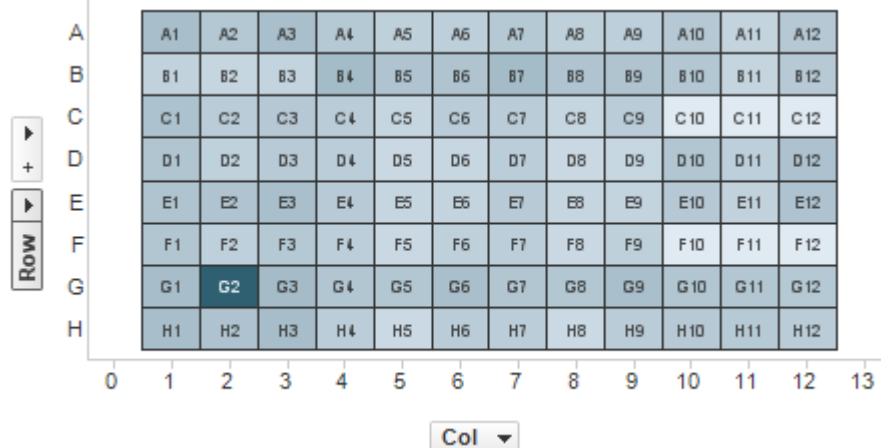 A A1 A2 A3 A4 A5 A6 A7 A8 A9 A10 A11 A12
B B1 B2 B3 B4 B5 B6 B7 B8 B9 B10 B11 B12
C C1 C2 C3 C4 C5 C6 C7 C8 C9 C10 C11 C12
D D1 D2 D3 D4 D5 D6 D7 D8 D9 D10 D11 D12
E E1 E2 E3 E4 E5 E6 E7 E8 E9 E10 E11 E12
F F1 F2 F3 F4 F5 F6 F7 F8 F9 F10 F11 F12
G G1 G2 G3 G4 G5 G6 G7 G8 G9 G10 G11 G12
H H1 H2 H3 H4 H5 H6 H7 H8 H9 H10 H11 H12
+
Row
0 1 2 3 4 5 6 7 8 9 10 11 12 13
Col